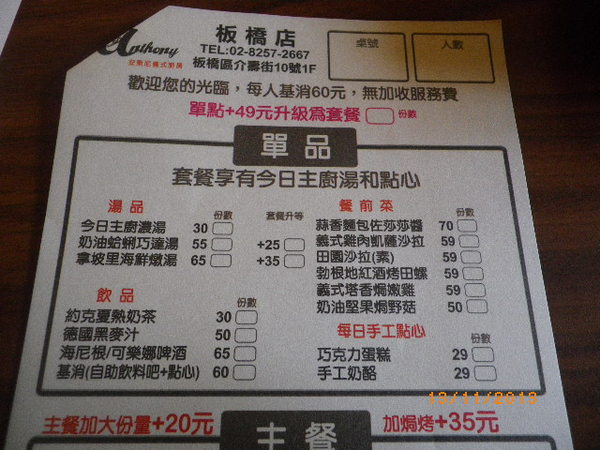 Anthony
安東尼義式廚房
板橋店
TEL:02-8257-2667
板橋區介壽街10號1F
桌號
人數
歡迎您的光臨，每人基消60元，無加收服務費
單點+49元升級為套餐 份數
單品
套餐享有今日主廚湯和點心
湯品 份數 套餐升等
今日主廚濃湯 30
奶油蛤蜊巧達湯 55 +25
拿坡里海鮮燉湯 65 +35
飲品 份數
約克夏熱奶茶 30
德國黑麥汁 50
海尼根/可樂娜啤酒 65
基消(自助飲料吧+點心) 60
餐前菜 份數
蒜香麵包佐莎莎醬 70
義式雞肉凱薩沙拉 59
田園沙拉(素) 59
勃根地紅酒烤田螺 59
義式塔香焗嫩雞 59
奶油堅果焗野菇 50
每日手工點心 份數
巧克力蛋糕 29
手工奶酪 29
13/11/2013
主餐加大份量+20元
主餐
加焗烤+35元